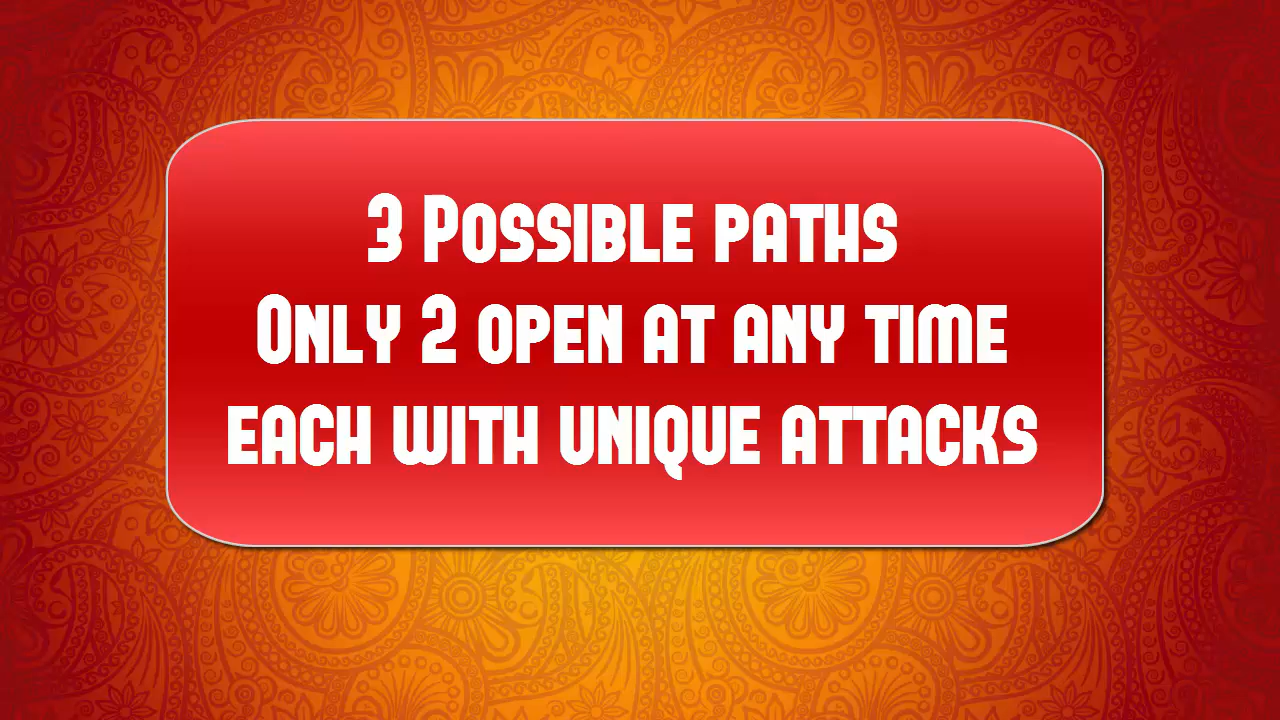 3 Possible paths
Only 2 open at any time
each with unique attacks